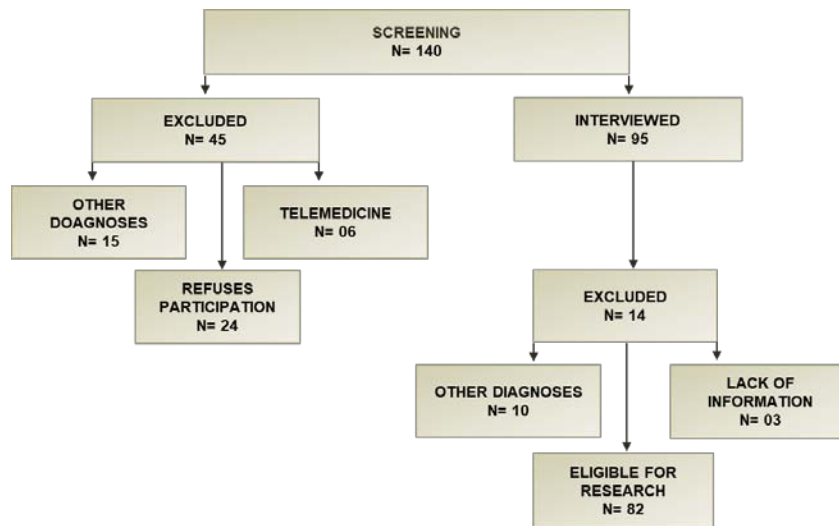 SCREENING
N= 140
EXCLUDED
N= 45
INTERVIEWED
N= 95
OTHER
DOAGNOSES
N= 15
TELEMEDICINE
N= 06
REFUSES
PARTICIPATION
N= 24
EXCLUDED
N= 14
OTHER DIAGNOSES
N= 10
LACK OF
INFORMATION
N= 03
ELIGIBLE FOR
RESEARCH
N= 82